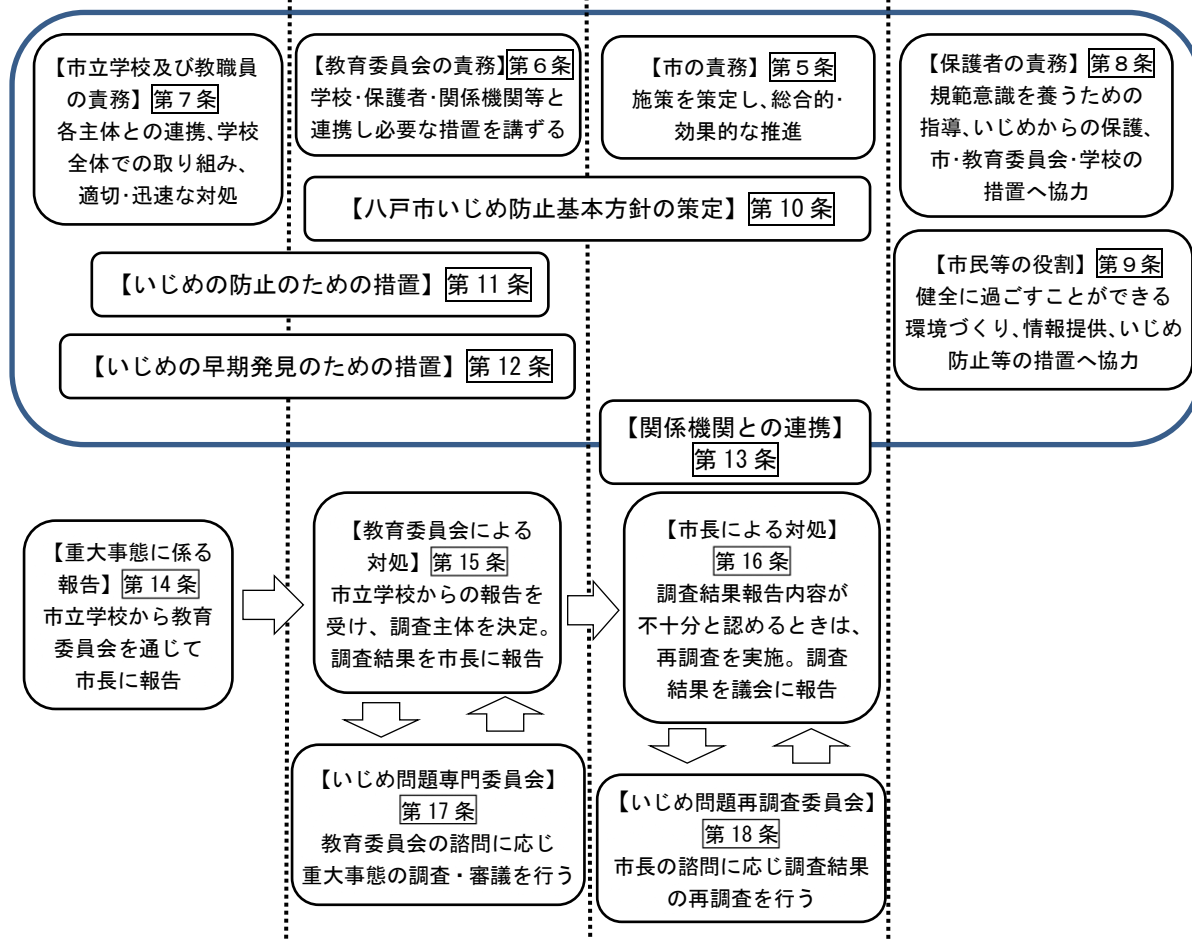 【市立学校及び教職員
の責務】第７条
各主体との連携、学校
全体での取り組み、
適切・迅速な対処
【教育委員会の責務】第６条
学校・保護者・関係機関等と
連携し必要な措置を講ずる
【市の責務】第５条
施策を策定し、総合的・
効果的な推進
【保護者の責務】第８条
規範意識を養うための
指導、いじめからの保護、
市・教育委員会・学校の
措置へ協力
【八戸市いじめ防止基本方針の策定】第 10 条
【いじめの防止のための措置】第 11 条
【市民等の役割】第９条
健全に過ごすことができる
環境づくり、情報提供、いじめ
防止等の措置へ協力
【いじめの早期発見のための措置】第 12 条
【関係機関との連携】
第 13 条
【重大事態に係る
報告】第 14 条
市立学校から教育
委員会を通じて
市長に報告
【教育委員会による
対処】第 15 条
市立学校からの報告を
受け、調査主体を決定。
調査結果を市長に報告
【市長による対処】
第 16 条
調査結果報告内容が
不十分と認めるときは、
再調査を実施。調査
結果を議会に報告
【いじめ問題専門委員会】
第 17 条
教育委員会の諮問に応じ
重大事態の調査・審議を行う
【いじめ問題再調査委員会】
第 18 条
市長の諮問に応じ調査結果
の再調査を行う